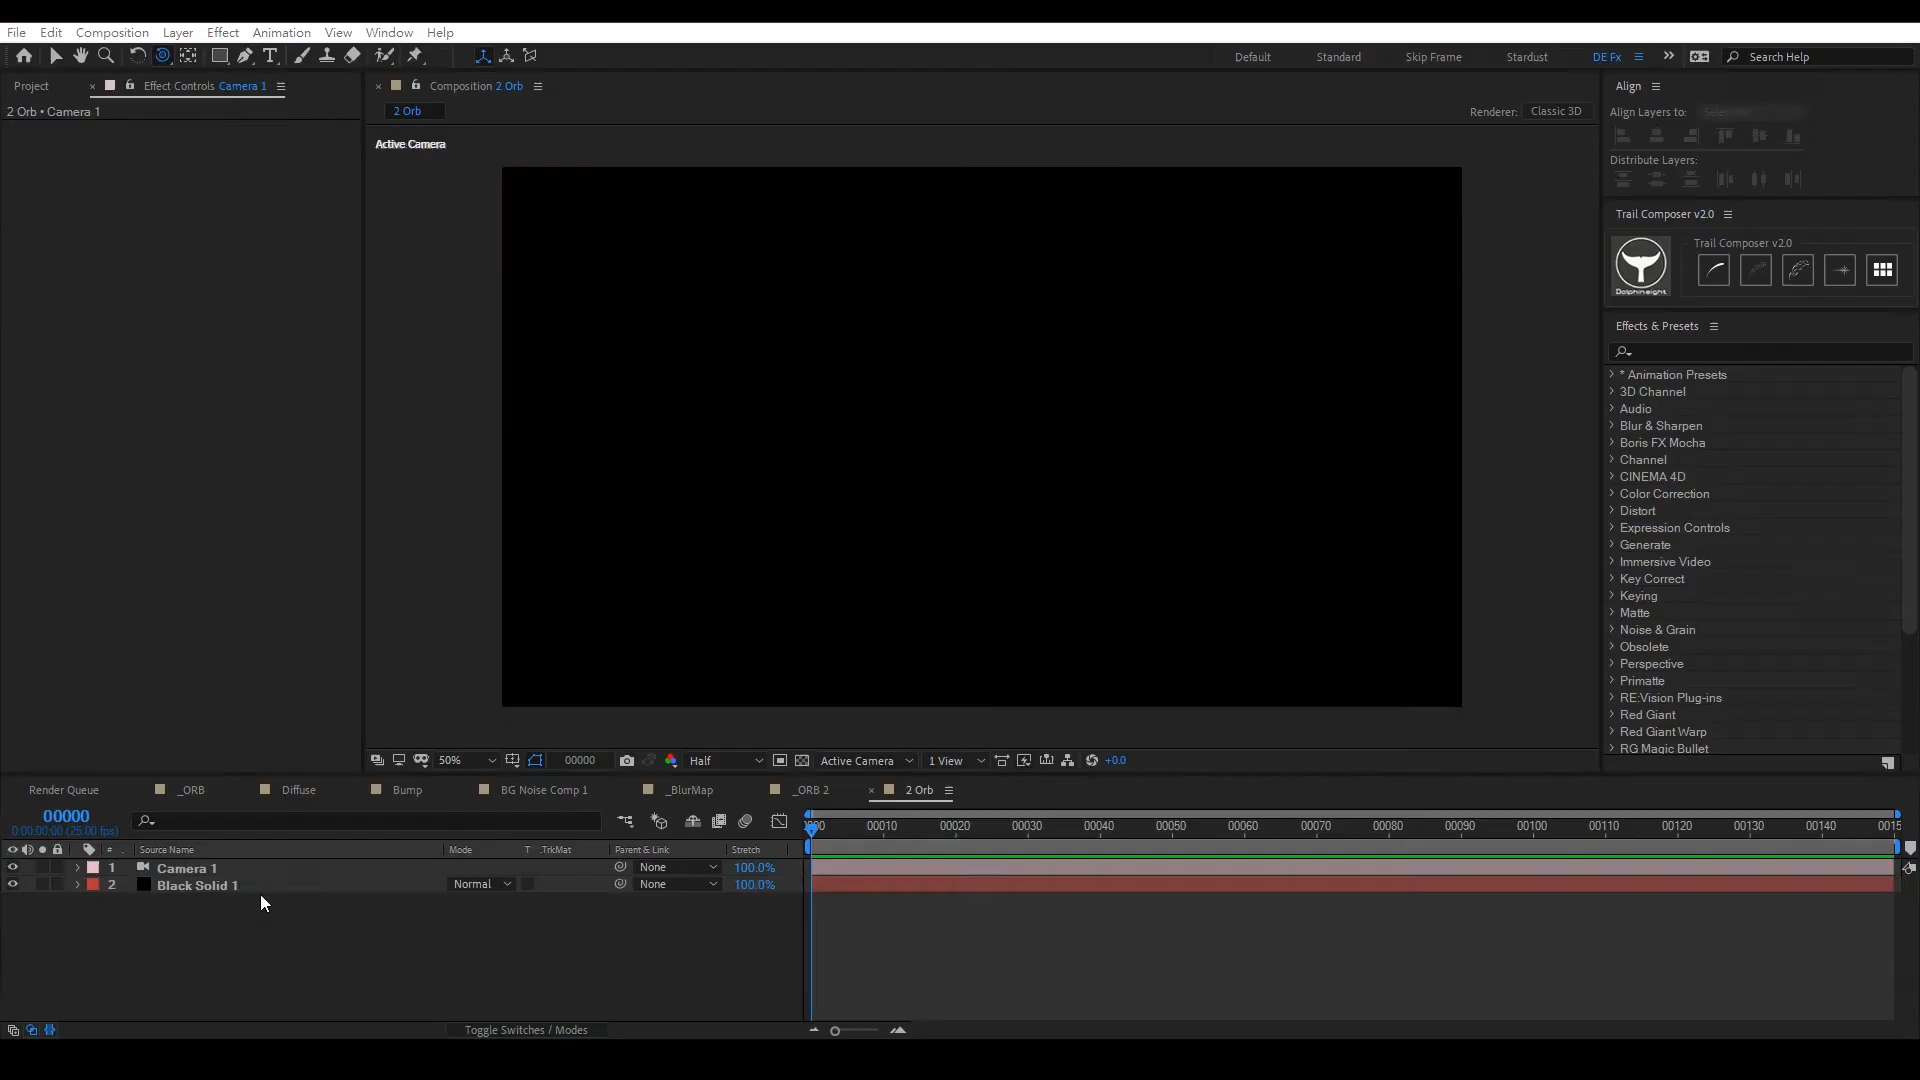 File Edit Composition Layer Effect Animation View Window Help
Default Standard Skip Frame Stardust DE Fx Search Help
Project Effect Controls Camera 1
2 Orb • Camera 1
Composition 2 Orb
2 Orb
Renderer: Classic 3D
Active Camera
Align
Align Layers to:
Distribute Layers:
Trail Composer v2.0
Trail Composer v2.0
Dolphineight
Effects & Presets
* Animation Presets
3D Channel
Audio
Blur & Sharpen
Boris FX Mocha
Channel
CINEMA 4D
Color Correction
Distort
Expression Controls
Generate
Immersive Video
Key Correct
Keying
Matte
Noise & Grain
Obsolete
Perspective
Primatte
RE:Vision Plug-ins
Red Giant
Red Giant Warp
RG Magic Bullet
50% 00000 Half Active Camera 1 View +0.0
Render Queue _ORB Diffuse Bump BG Noise Comp 1 _BlurMap _ORB 2 2 Orb
00000
0:00:00:00 (25.00 fps)
00010 00020 00030 00040 00050 00060 00070 00080 00090 00100 00110 00120 00130 00140
# Source Name Mode T .TrkMat Parent & Link Stretch
1 Camera 1 None 100.0%
2 Black Solid 1 Normal None 100.0%
Toggle Switches / Modes